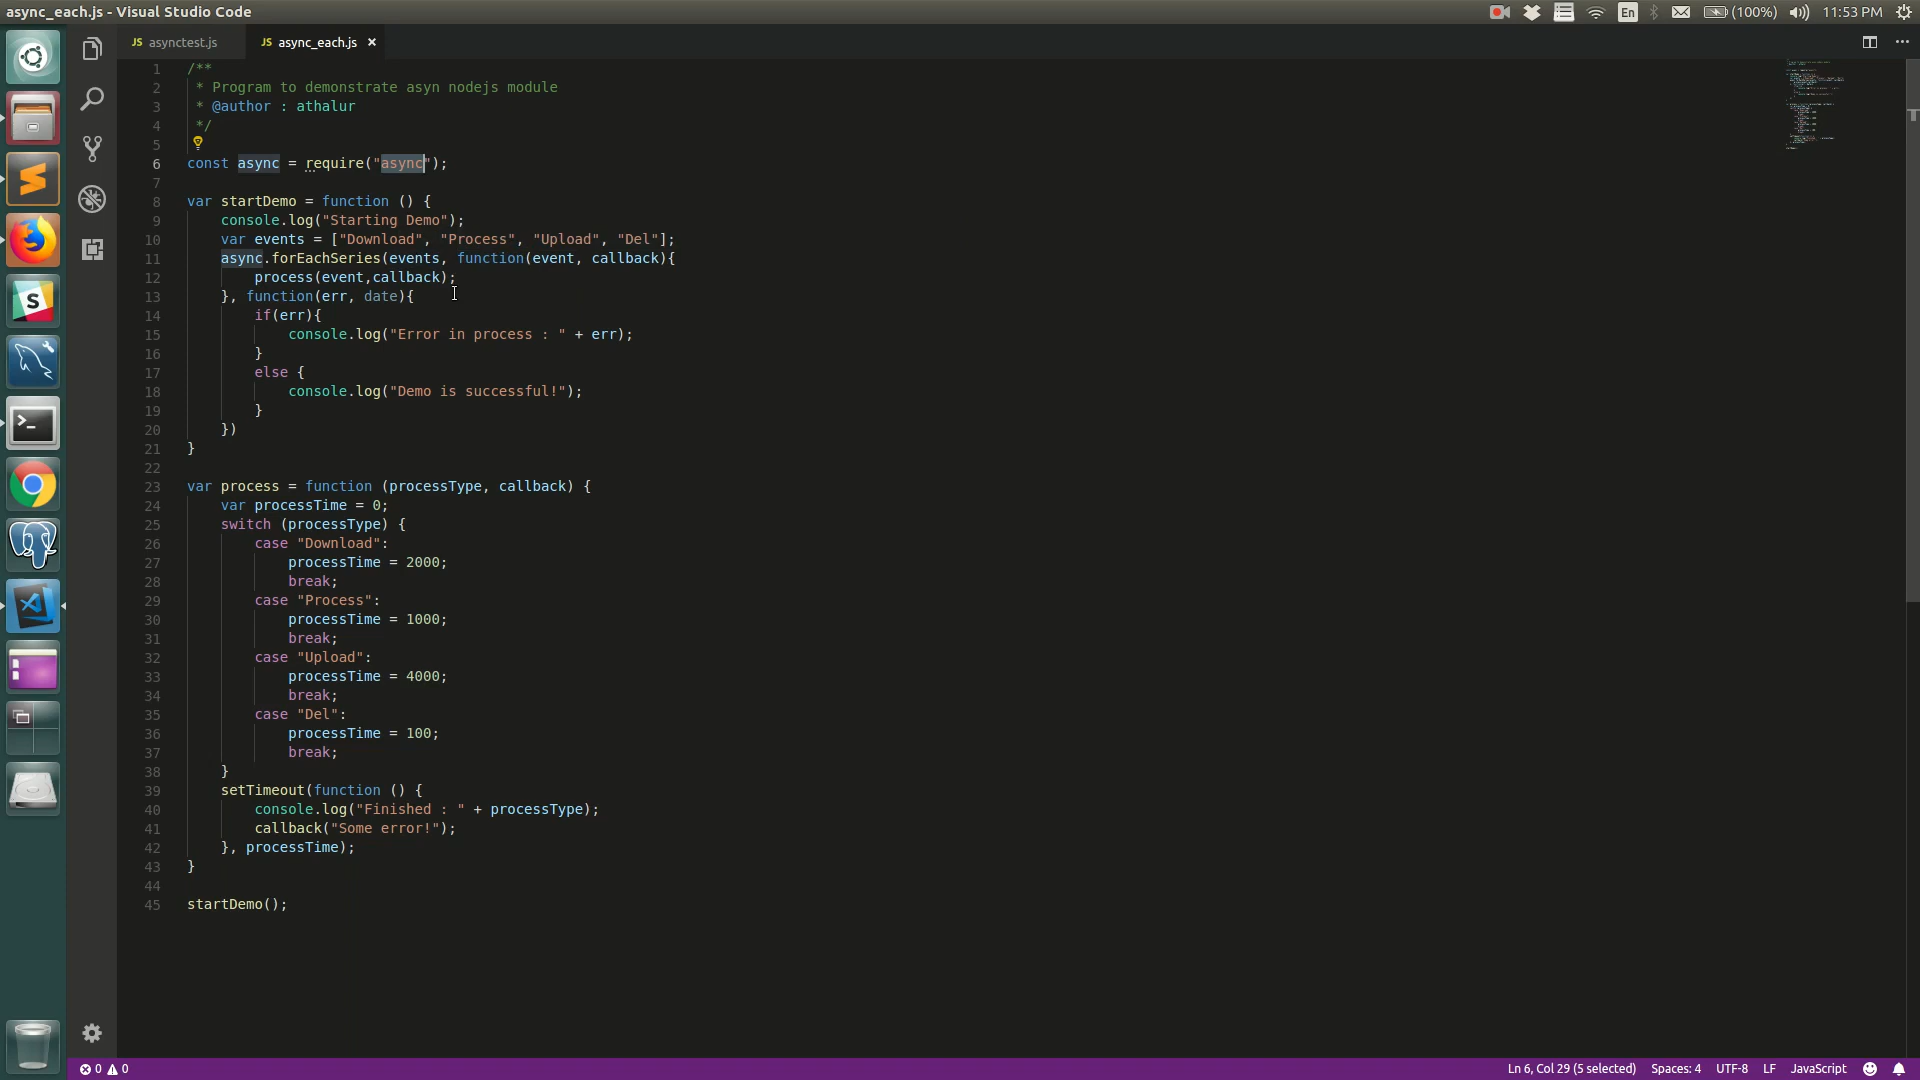 async_each.js - Visual Studio Code
En
(100%)
11:53 PM
JS asynctest.js
JS async_each.js ×
1 /**
2  * Program to demonstrate asyn nodejs module
3  * @author : athalur
4  */
5
6 const async = require("async");
7
8 var startDemo = function () {
9     console.log("Starting Demo");
10     var events = ["Download", "Process", "Upload", "Del"];
11     async.forEachSeries(events, function(event, callback){
12         process(event,callback);
13     }, function(err, date){
14         if(err){
15             console.log("Error in process : " + err);
16         }
17         else {
18             console.log("Demo is successful!");
19         }
20     })
21 }
22
23 var process = function (processType, callback) {
24     var processTime = 0;
25     switch (processType) {
26         case "Download":
27             processTime = 2000;
28             break;
29         case "Process":
30             processTime = 1000;
31             break;
32         case "Upload":
33             processTime = 4000;
34             break;
35         case "Del":
36             processTime = 100;
37             break;
38     }
39     setTimeout(function () {
40         console.log("Finished : " + processType);
41         callback("Some error!");
42     }, processTime);
43 }
44
45 startDemo();
0 0
Ln 6, Col 29 (5 selected) Spaces: 4 UTF-8 LF JavaScript